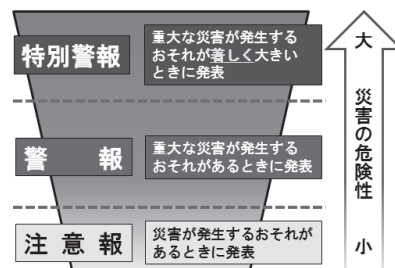 特別警報
重大な災害が発生する
おそれが著しく大きい
ときに発表
警 報
重大な災害が発生する
おそれがあるときに発表
注意報
災害が発生するおそれが
あるときに発表
大
災害の危険性
小